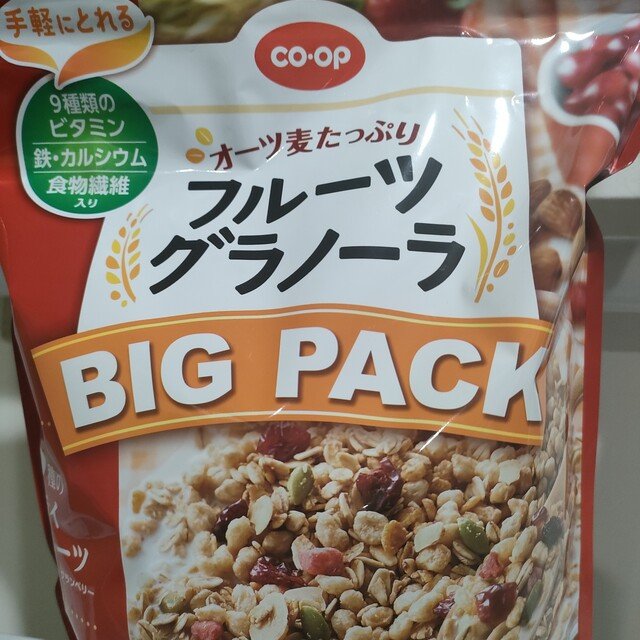 手軽にとれる
CO·OP
9種類の
ビタミン
鉄・カルシウム
食物繊維
入り
オーツ麦たっぷり
フルーツ
グラノーラ
BIG PACK